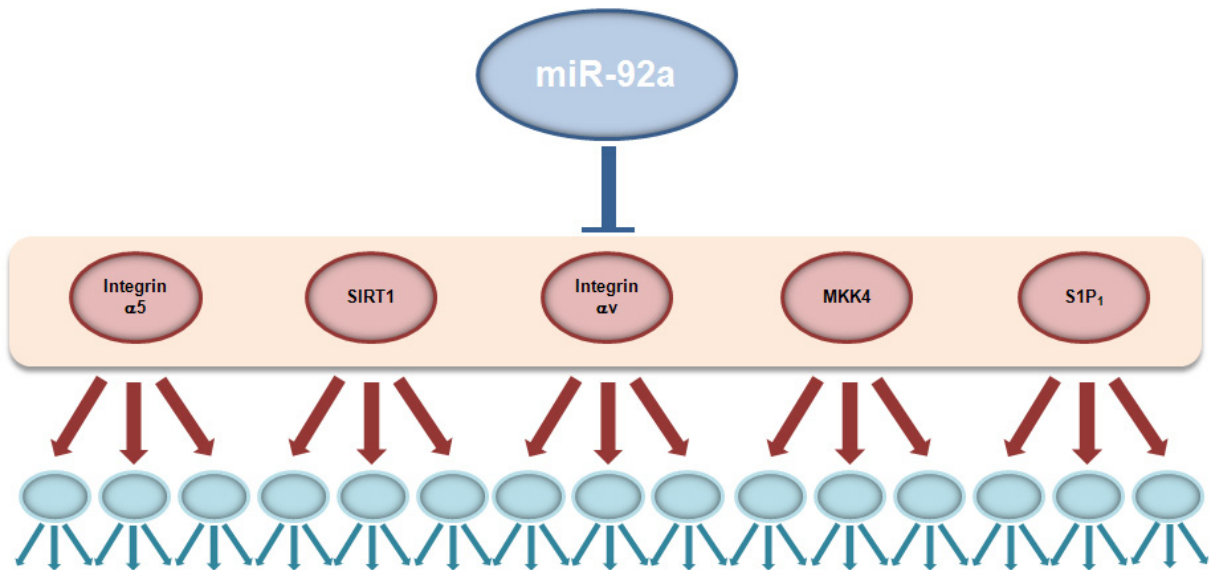 miR-92a
Integrin
α5
SIRT1
Integrin
αv
MKK4
S1P₁